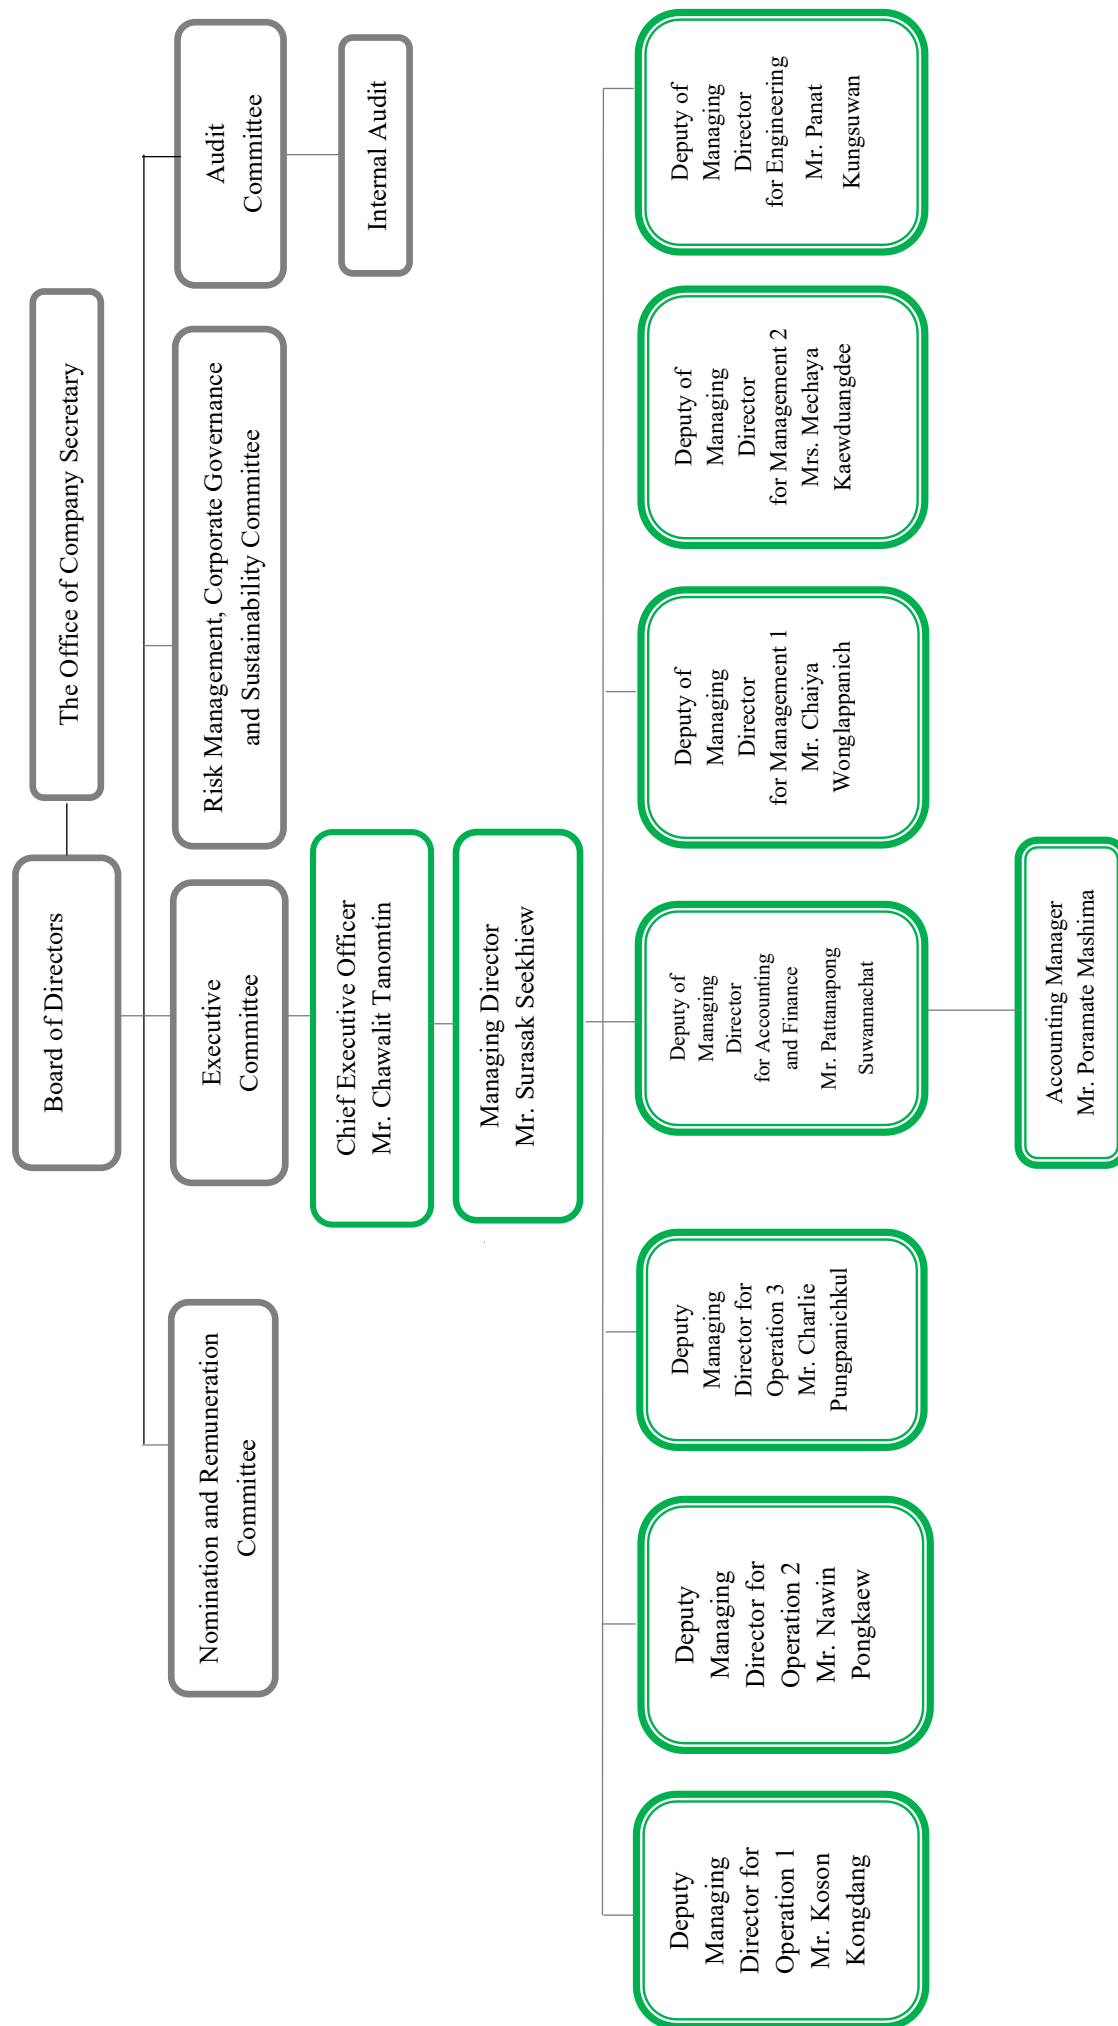 Board of Directors
The Office of Company Secretary
Nomination and Remuneration
Committee
Executive
Committee
Risk Management, Corporate Governance
and Sustainability Committee
Audit
Committee
Internal Audit
Chief Executive Officer
Mr. Chawalit Tanomtin
Managing Director
Mr. Surasak Seekhiew
Deputy
Managing
Director for
Operation 1
Mr. Koson
Kongdang
Deputy
Managing
Director for
Operation 2
Mr. Nawin
Pongkaew
Deputy
Managing
Director for
Operation 3
Mr. Charlie
Pungpanichkul
Deputy of
Managing
Director
for Accounting
and Finance
Mr. Pattanapong
Suwannachat
Deputy of
Managing
Director
for Management 1
Mr. Chaiya
Wonglappanich
Deputy of
Managing
Director
for Management 2
Mrs. Mechaya
Kaewduangdee
Deputy of
Managing
Director
for Engineering
Mr. Panat
Kungsuwan
Accounting Manager
Mr. Poramate Mashima